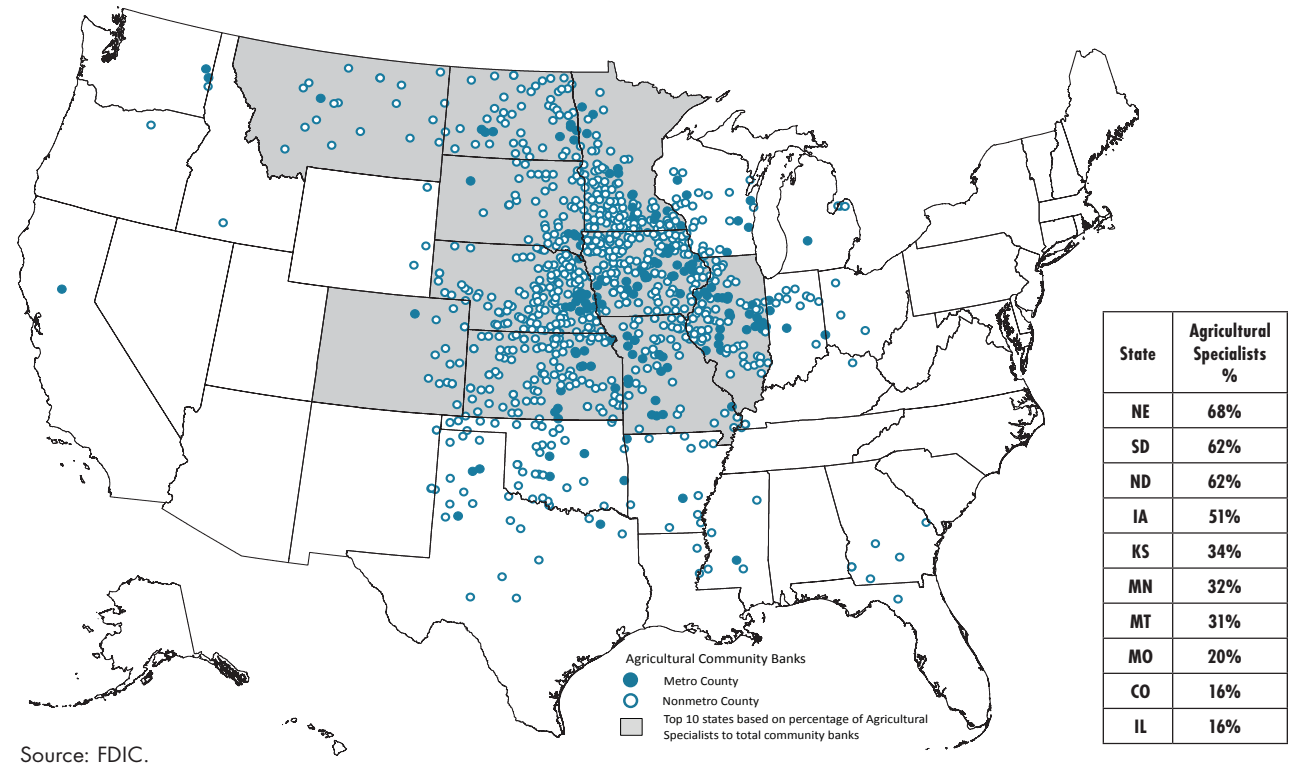 State Agricultural Specialists %
NE 68%
SD 62%
ND 62%
IA 51%
KS 34%
MN 32%
MT 31%
MO 20%
CO 16%
IL 16%
Agricultural Community Banks
Metro County
Nonmetro County
Top 10 states based on percentage of Agricultural
Specialists to total community banks
Source: FDIC.